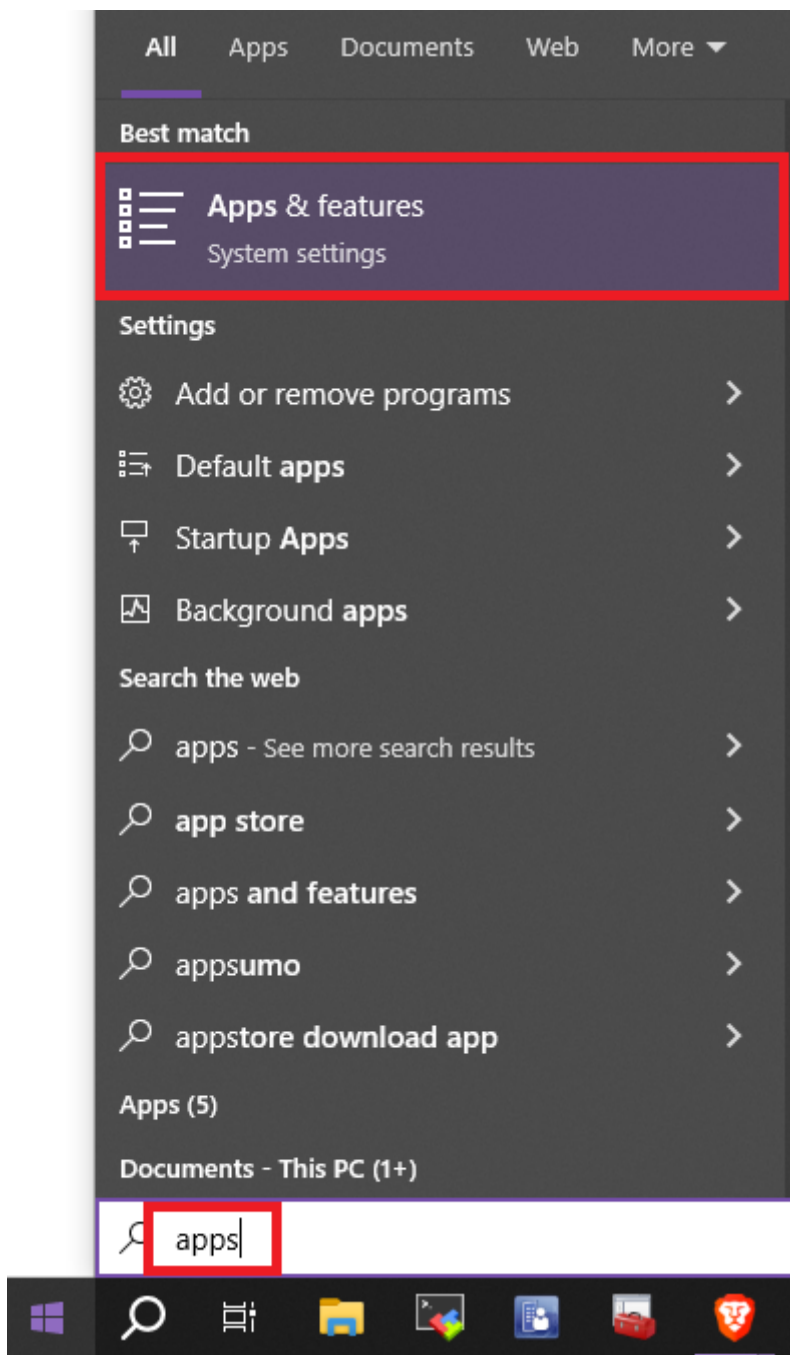 All Apps Documents Web More
Best match
Apps & features
System settings
Settings
Add or remove programs
Default apps
Startup Apps
Background apps
Search the web
apps - See more search results
app store
apps and features
appsumo
appstore download app
Apps (5)
Documents - This PC (1+)
apps